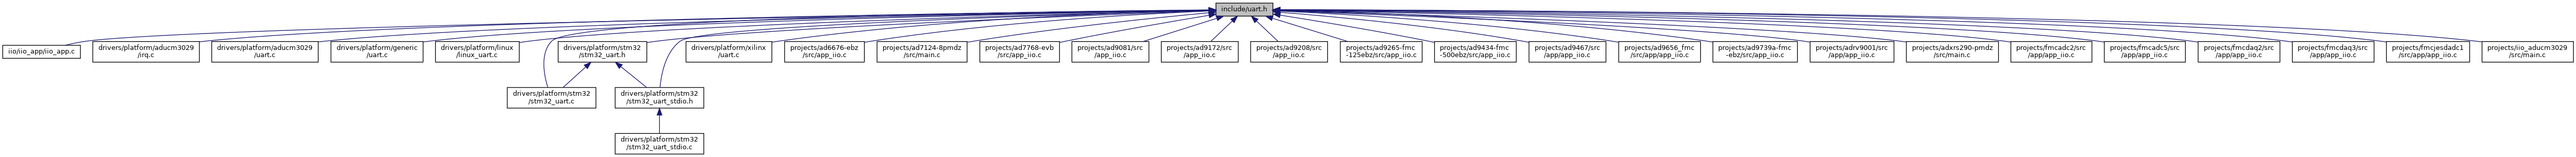 include/uart.h
iio/iio_app/iio_app.c
drivers/platform/aducm3029
/irq.c
drivers/platform/aducm3029
/uart.c
drivers/platform/generic
/uart.c
drivers/platform/linux
/linux_uart.c
drivers/platform/stm32
/stm32_uart.h
drivers/platform/xilinx
/uart.c
projects/ad6676-ebz
/src/app_iio.c
projects/ad7124-8pmdz
/src/main.c
projects/ad7768-evb
/src/app_iio.c
projects/ad9081/src
/app_iio.c
projects/ad9172/src
/app_iio.c
projects/ad9208/src
/app_iio.c
projects/ad9265-fmc
-125ebz/src/app_iio.c
projects/ad9434-fmc
-500ebz/src/app_iio.c
projects/ad9467/src
/app/app_iio.c
projects/ad9656_fmc
/src/app/app_iio.c
projects/ad9739a-fmc
-ebz/src/app_iio.c
projects/adrv9001/src
/app/app_iio.c
projects/adxrs290-pmdz
/src/main.c
projects/fmcadc2/src
/app/app_iio.c
projects/fmcadc5/src
/app/app_iio.c
projects/fmcdaq2/src
/app/app_iio.c
projects/fmcdaq3/src
/app/app_iio.c
projects/fmcjesdadc1
/src/app/app_iio.c
projects/iio_aducm3029
/src/main.c
drivers/platform/stm32
/stm32_uart.c
drivers/platform/stm32
/stm32_uart_stdio.h
drivers/platform/stm32
/stm32_uart_stdio.c